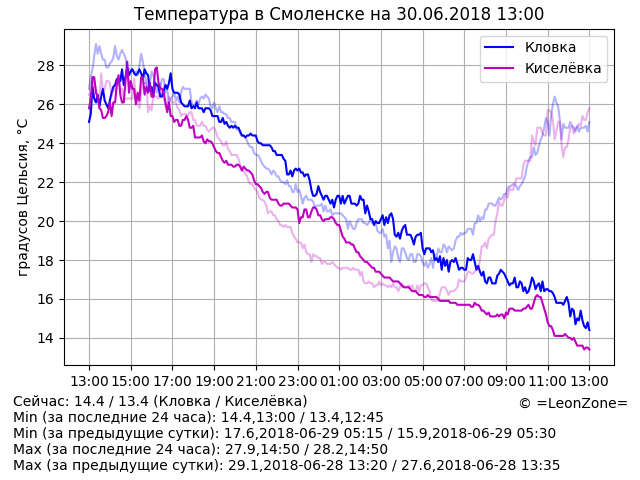 Температура в Смоленске на 30.06.2018 13:00
Кловка
Киселёвка
градусов Цельсия, °C
28
26
24
22
20
18
16
14
13:00 15:00 17:00 19:00 21:00 23:00 01:00 03:00 05:00 07:00 09:00 11:00 13:00
Сейчас: 14.4 / 13.4 (Кловка / Киселёвка)
© =LeonZone=
Min (за последние 24 часа): 14.4,13:00 / 13.4,12:45
Min (за предыдущие сутки): 17.6,2018-06-29 05:15 / 15.9,2018-06-29 05:30
Max (за последние 24 часа): 27.9,14:50 / 28.2,14:50
Max (за предыдущие сутки): 29.1,2018-06-28 13:20 / 27.6,2018-06-28 13:35